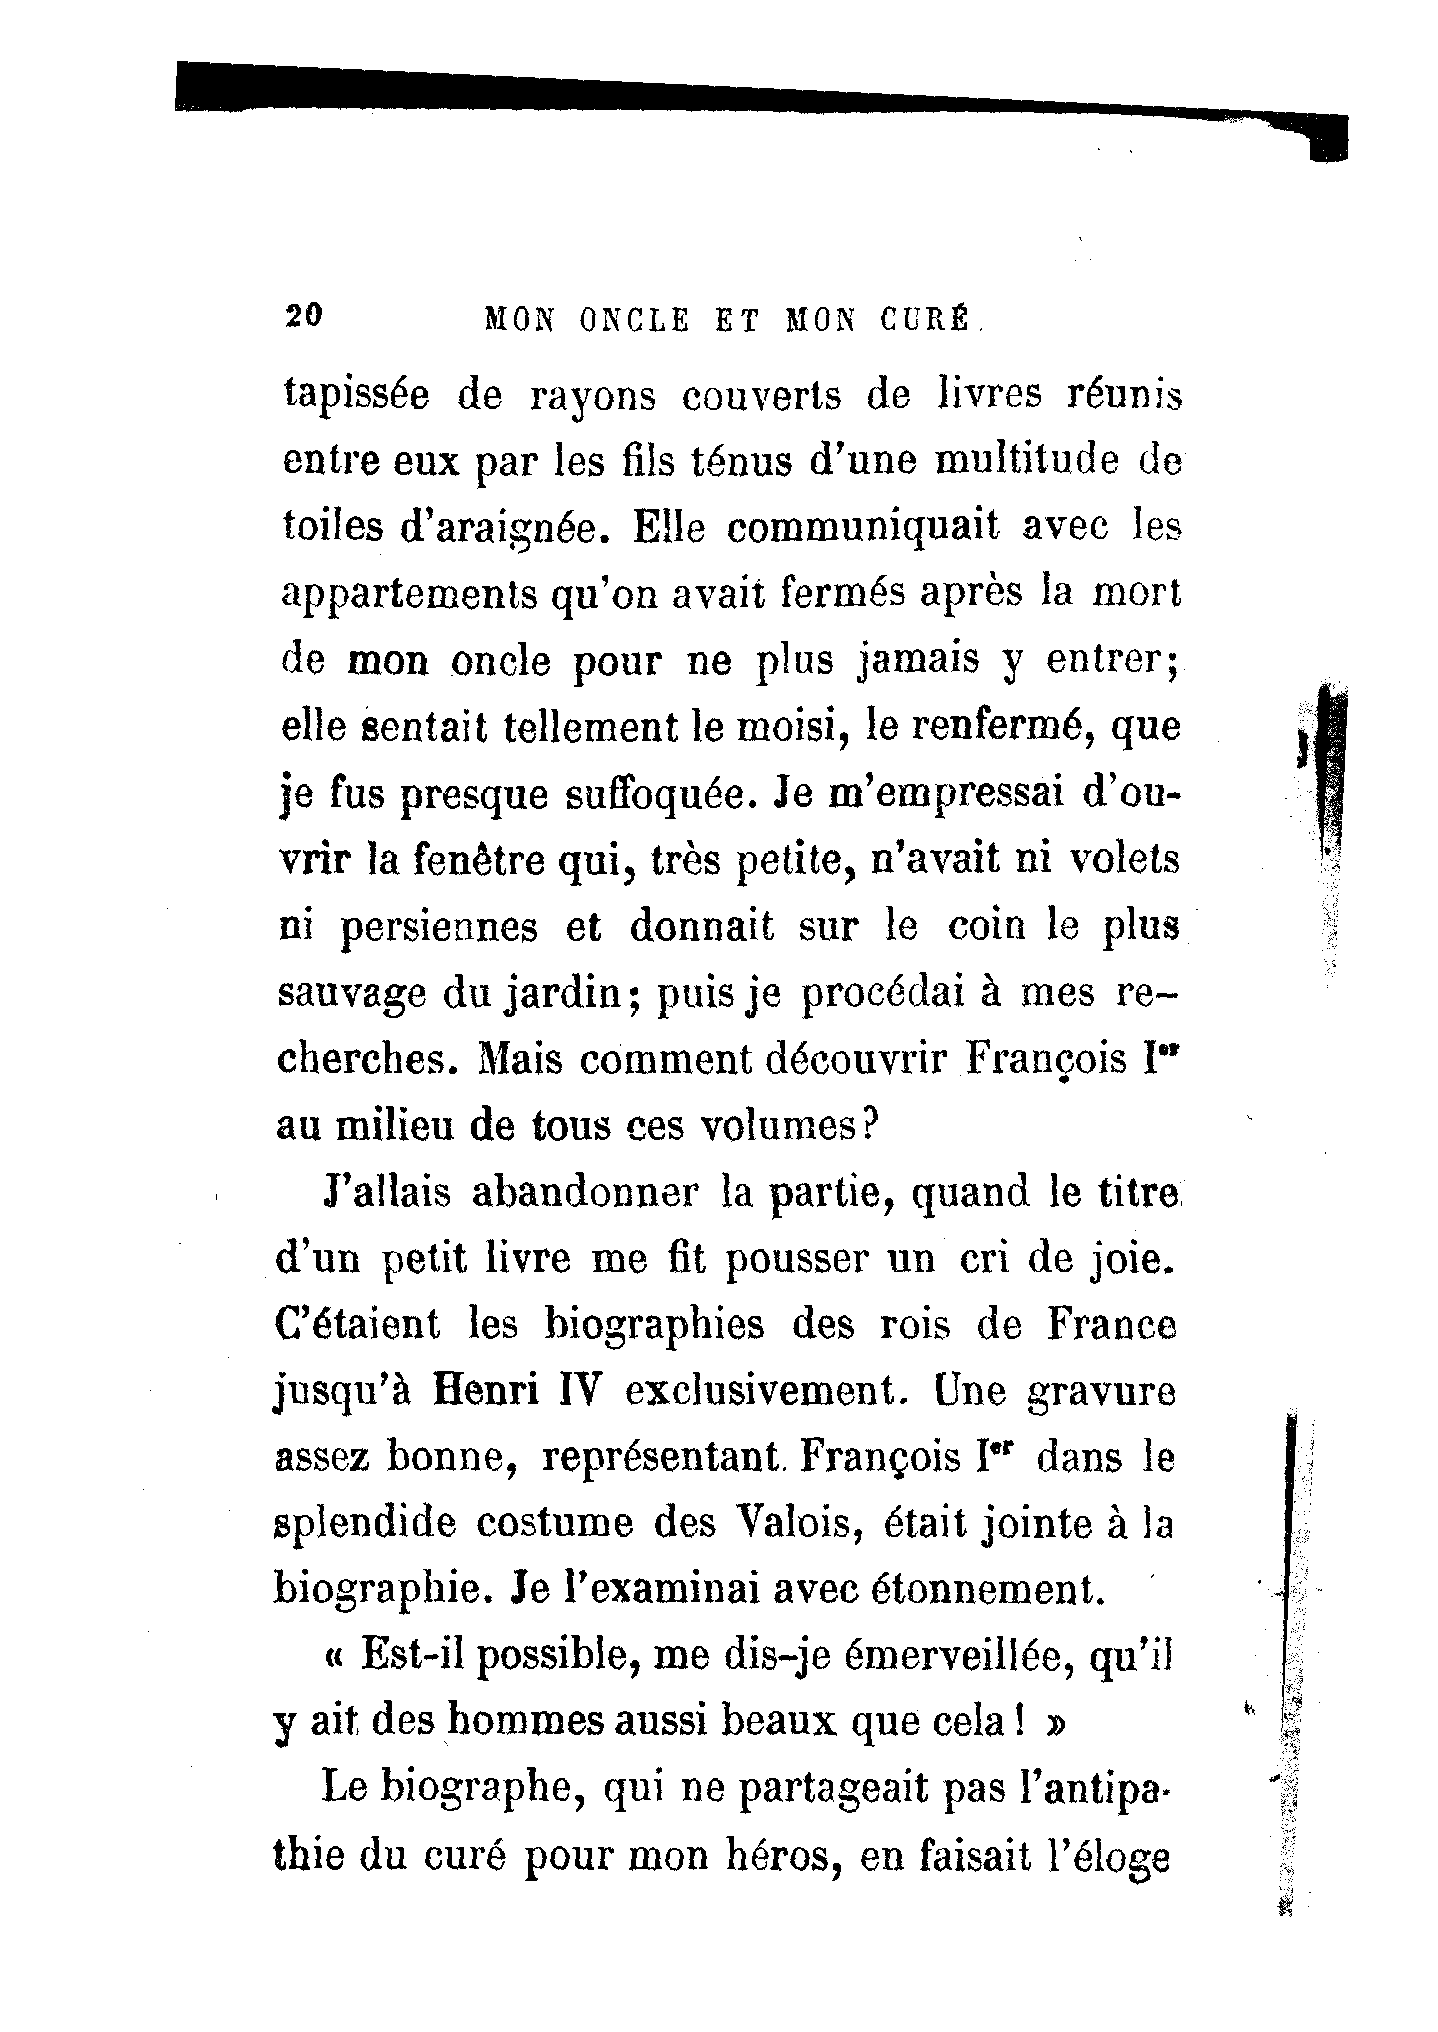 20 MON ONCLE ET MON CURÉ.
tapissée de rayons couverts de livres réunis
entre eux par les fils ténus d'une multitude de
toiles d'araignée. Elle communiquait avec les
appartements qu'on avait fermés après la mort
de mon oncle pour ne plus jamais y entrer;
elle sentait tellement le moisi, le renfermé, que
je fus presque suffoquée. Je m'empressai d'ou-
vrir la fenêtre qui, très petite, n'avait ni volets
ni persiennes et donnait sur le coin le plus
sauvage du jardin; puis je procédai à mes re-
cherches. Mais comment découvrir François Ier
au milieu de tous ces volumes?
J'allais abandonner la partie, quand le titre
d'un petit livre me fit pousser un cri de joie.
C'étaient les biographies des rois de France
jusqu'à Henri IV exclusivement. Une gravure
assez bonne, représentant François Ier dans le
splendide costume des Valois, était jointe à la
biographie. Je l'examinai avec étonnement.
« Est-il possible, me dis-je émerveillée, qu'il
y ait des hommes aussi beaux que cela! »
Le biographe, qui ne partageait pas l'antipa-
thie du curé pour mon héros, en faisait l'éloge